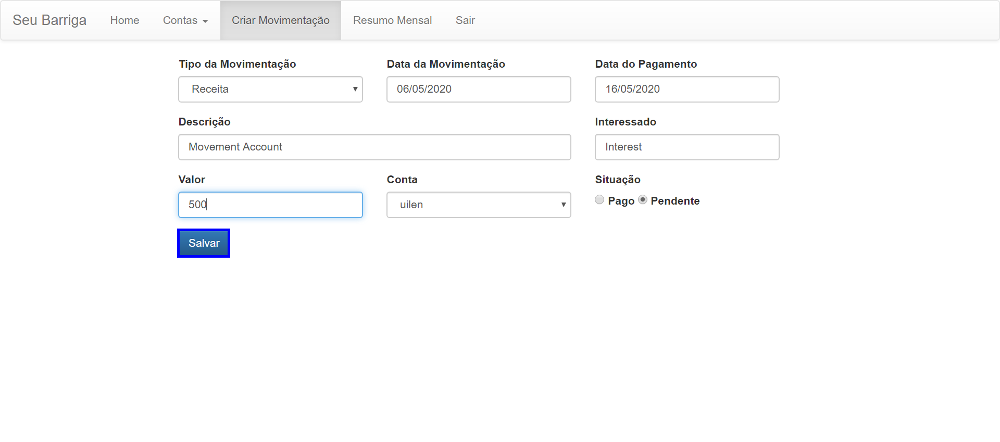 Seu Barriga Home Contas Criar Movimentação Resumo Mensal Sair
Tipo da Movimentação Data da Movimentação Data do Pagamento
Receita 06/05/2020 16/05/2020
Descrição Interessado
Movement Account Interest
Valor Conta Situação
500 uilen Pago Pendente
Salvar